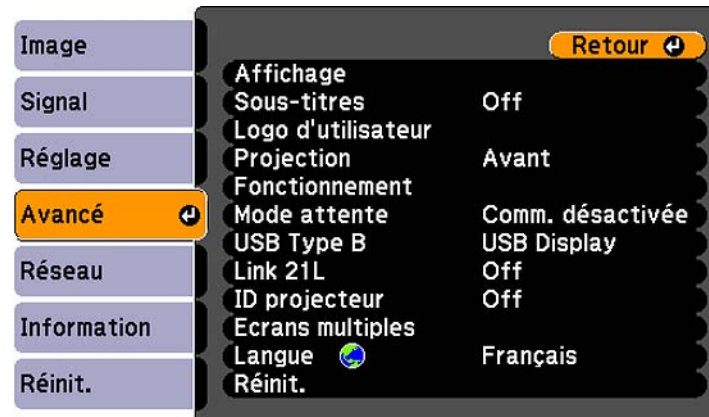 Image
Signal
Réglage
Avancé
Réseau
Information
Réinit.
Retour
Affichage
Sous-titres Off
Logo d'utilisateur
Projection Avant
Fonctionnement
Mode attente Comm. désactivée
USB Type B USB Display
Link 21L Off
ID projecteur Off
Ecrans multiples
Langue Français
Réinit.